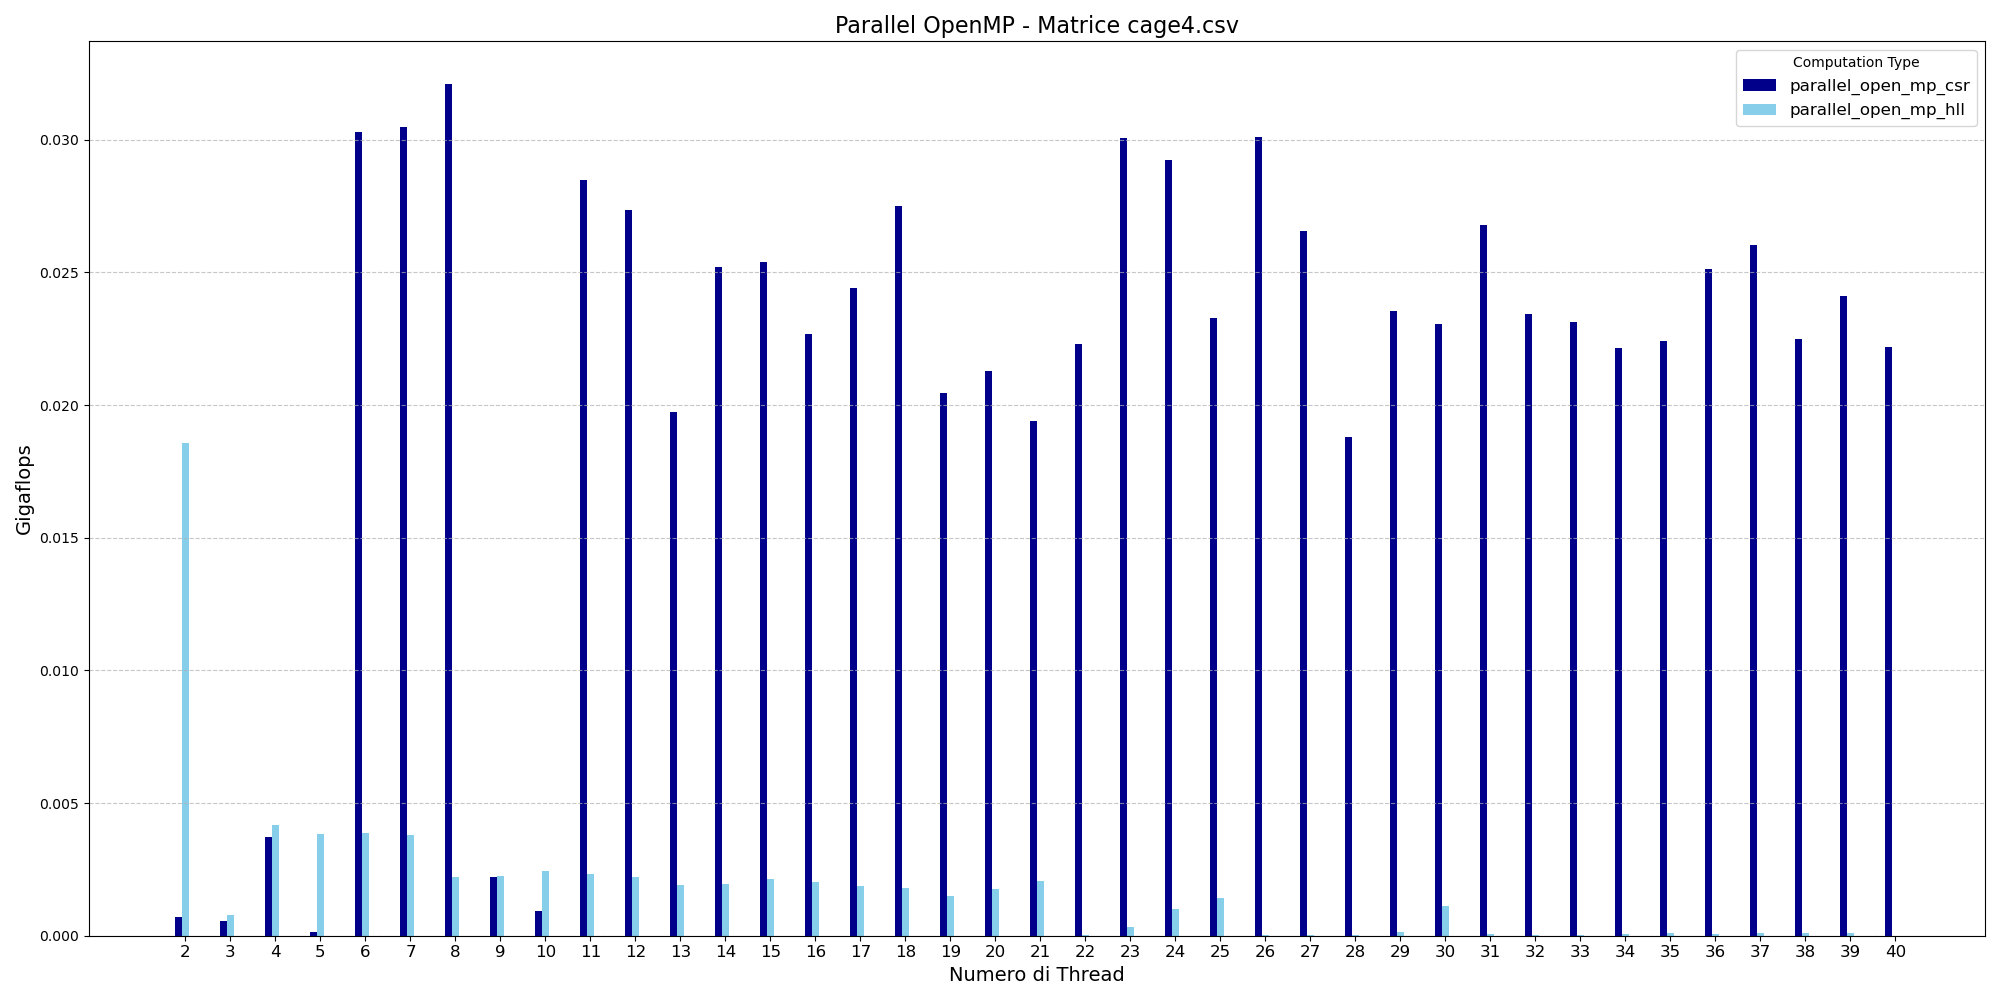 Parallel OpenMP - Matrice cage4.csv
Computation Type
parallel_open_mp_csr
parallel_open_mp_hll
Gigaflops
0.030
0.025
0.020
0.015
0.010
0.005
0.000
2 3 4 5 6 7 8 9 10 11 12 13 14 15 16 17 18 19 20 21 22 23 24 25 26 27 28 29 30 31 32 33 34 35 36 37 38 39 40
Numero di Thread